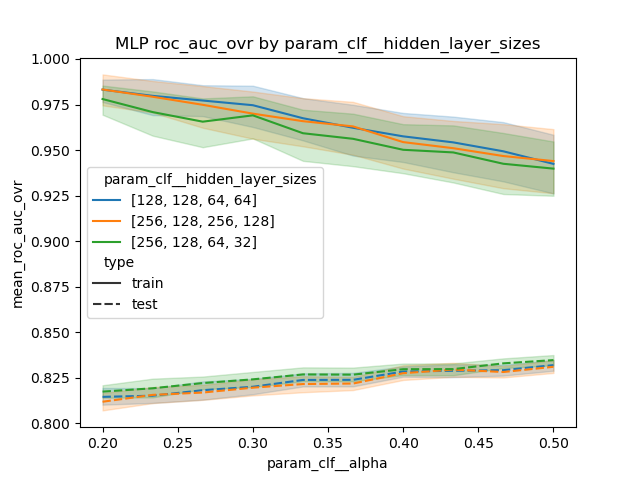 MLP roc_auc_ovr by param_clf__hidden_layer_sizes
mean_roc_auc_ovr
1.000
0.975
0.950
0.925
0.900
0.875
0.850
0.825
0.800
param_clf__hidden_layer_sizes
[128, 128, 64, 64]
[256, 128, 256, 128]
[256, 128, 64, 32]
type
train
test
0.20
0.25
0.30
0.35
0.40
0.45
0.50
param_clf__alpha